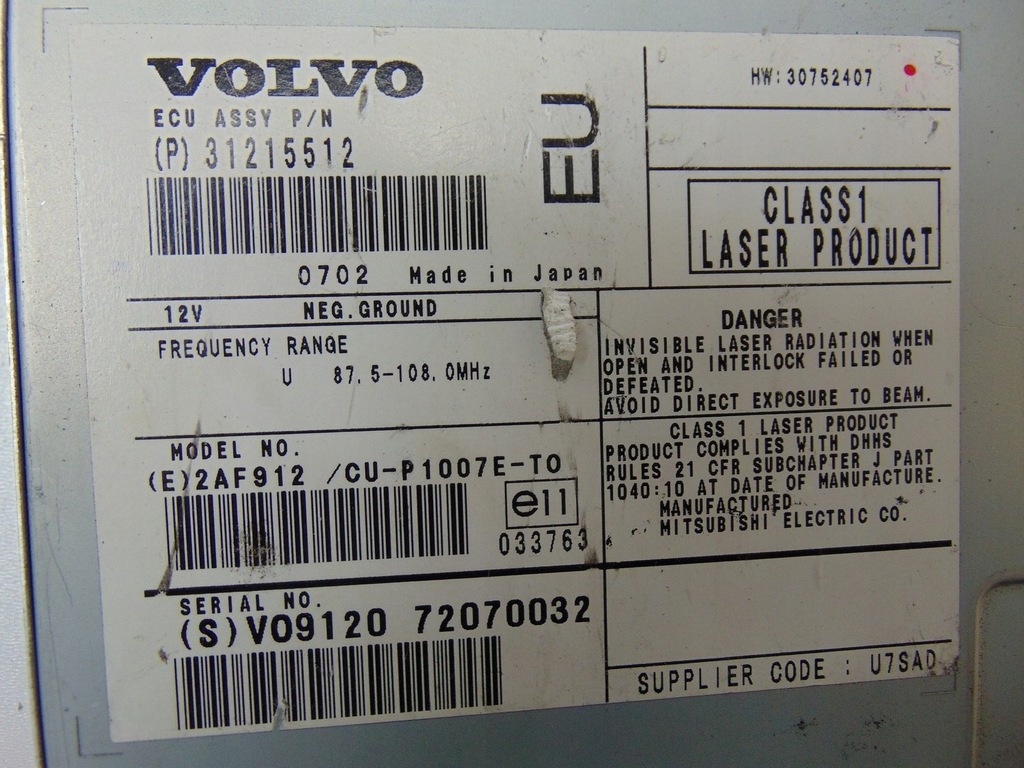 VOLVO
ECU ASSY P/N
(P) 31215512
EU
0702 Made in Japan
HW:30752407
CLASS1
LASER PRODUCT
12V NEG.GROUND
FREQUENCY RANGE
U 87.5-108.0MHz
DANGER
INVISIBLE LASER RADIATION WHEN
OPEN AND INTERLOCK FAILED OR
DEFEATED.
AVOID DIRECT EXPOSURE TO BEAM.
MODEL NO.
(E)2AF912 /CU-P1007E-TO
e11
033763
CLASS 1 LASER PRODUCT
PRODUCT COMPLIES WITH DHHS
RULES 21 CFR SUBCHAPTER J PART
1040:10 AT DATE OF MANUFACTURE.
MANUFACTURED
MITSUBISHI ELECTRIC CO.
SERIAL NO.
(S)VO9120 72070032
SUPPLIER CODE : U7SAD